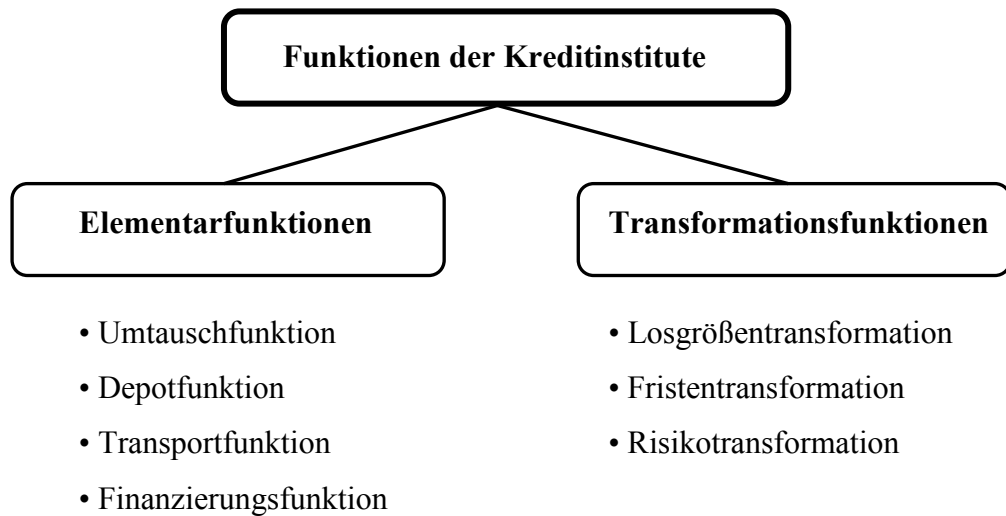 Funktionen der Kreditinstitute
Elementarfunktionen
• Umtauschfunktion
• Depotfunktion
• Transportfunktion
• Finanzierungsfunktion
Transformationsfunktionen
• Losgrößentransformation
• Fristentransformation
• Risikotransformation